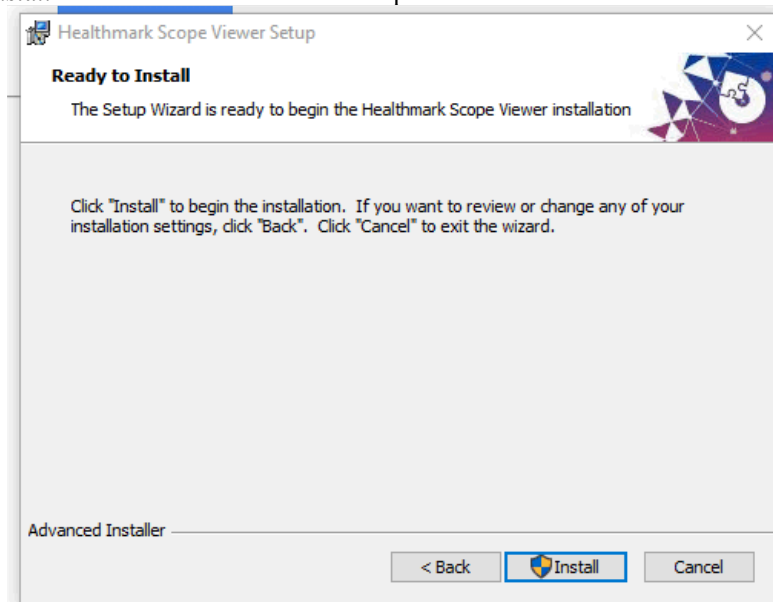 Healthmark Scope Viewer Setup
Ready to Install
The Setup Wizard is ready to begin the Healthmark Scope Viewer installation
Click "Install" to begin the installation. If you want to review or change any of your
installation settings, click "Back". Click "Cancel" to exit the wizard.
Advanced Installer
< Back Install Cancel